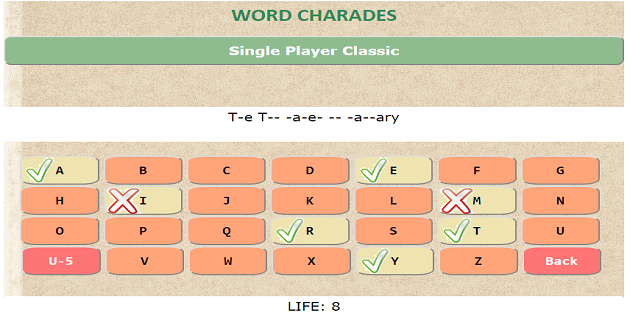 WORD CHARADES
Single Player Classic
T-e T-- -a-e- -- -a--ary
A B C D E F G
H I J K L M N
O P Q R S T U
U-5 V W X Y Z Back
LIFE: 8